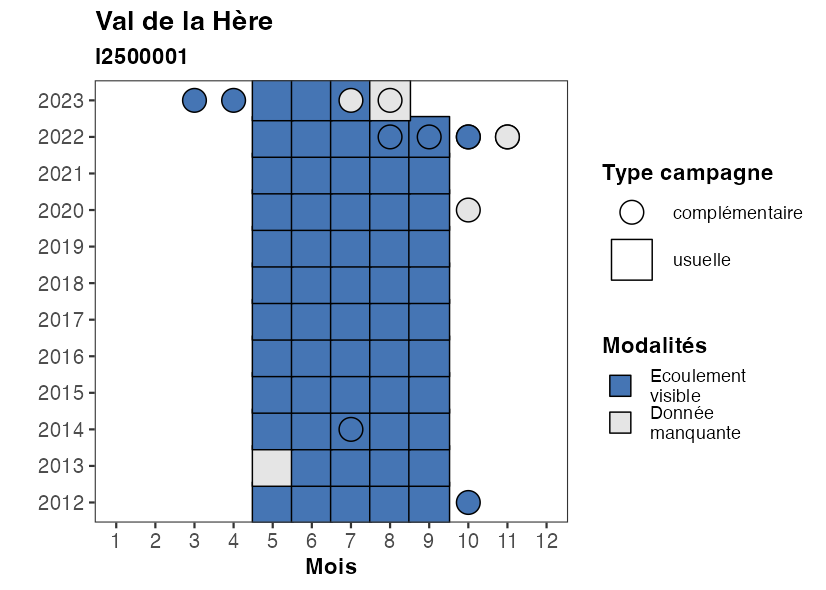 Val de la Hère
I2500001
2023
2022
2021
2020
2019
2018
2017
2016
2015
2014
2013
2012
1 2 3 4 5 6 7 8 9 10 11 12
Mois
Type campagne
complémentaire
usuelle
Modalités
Ecoulement
visible
Donnée
manquante